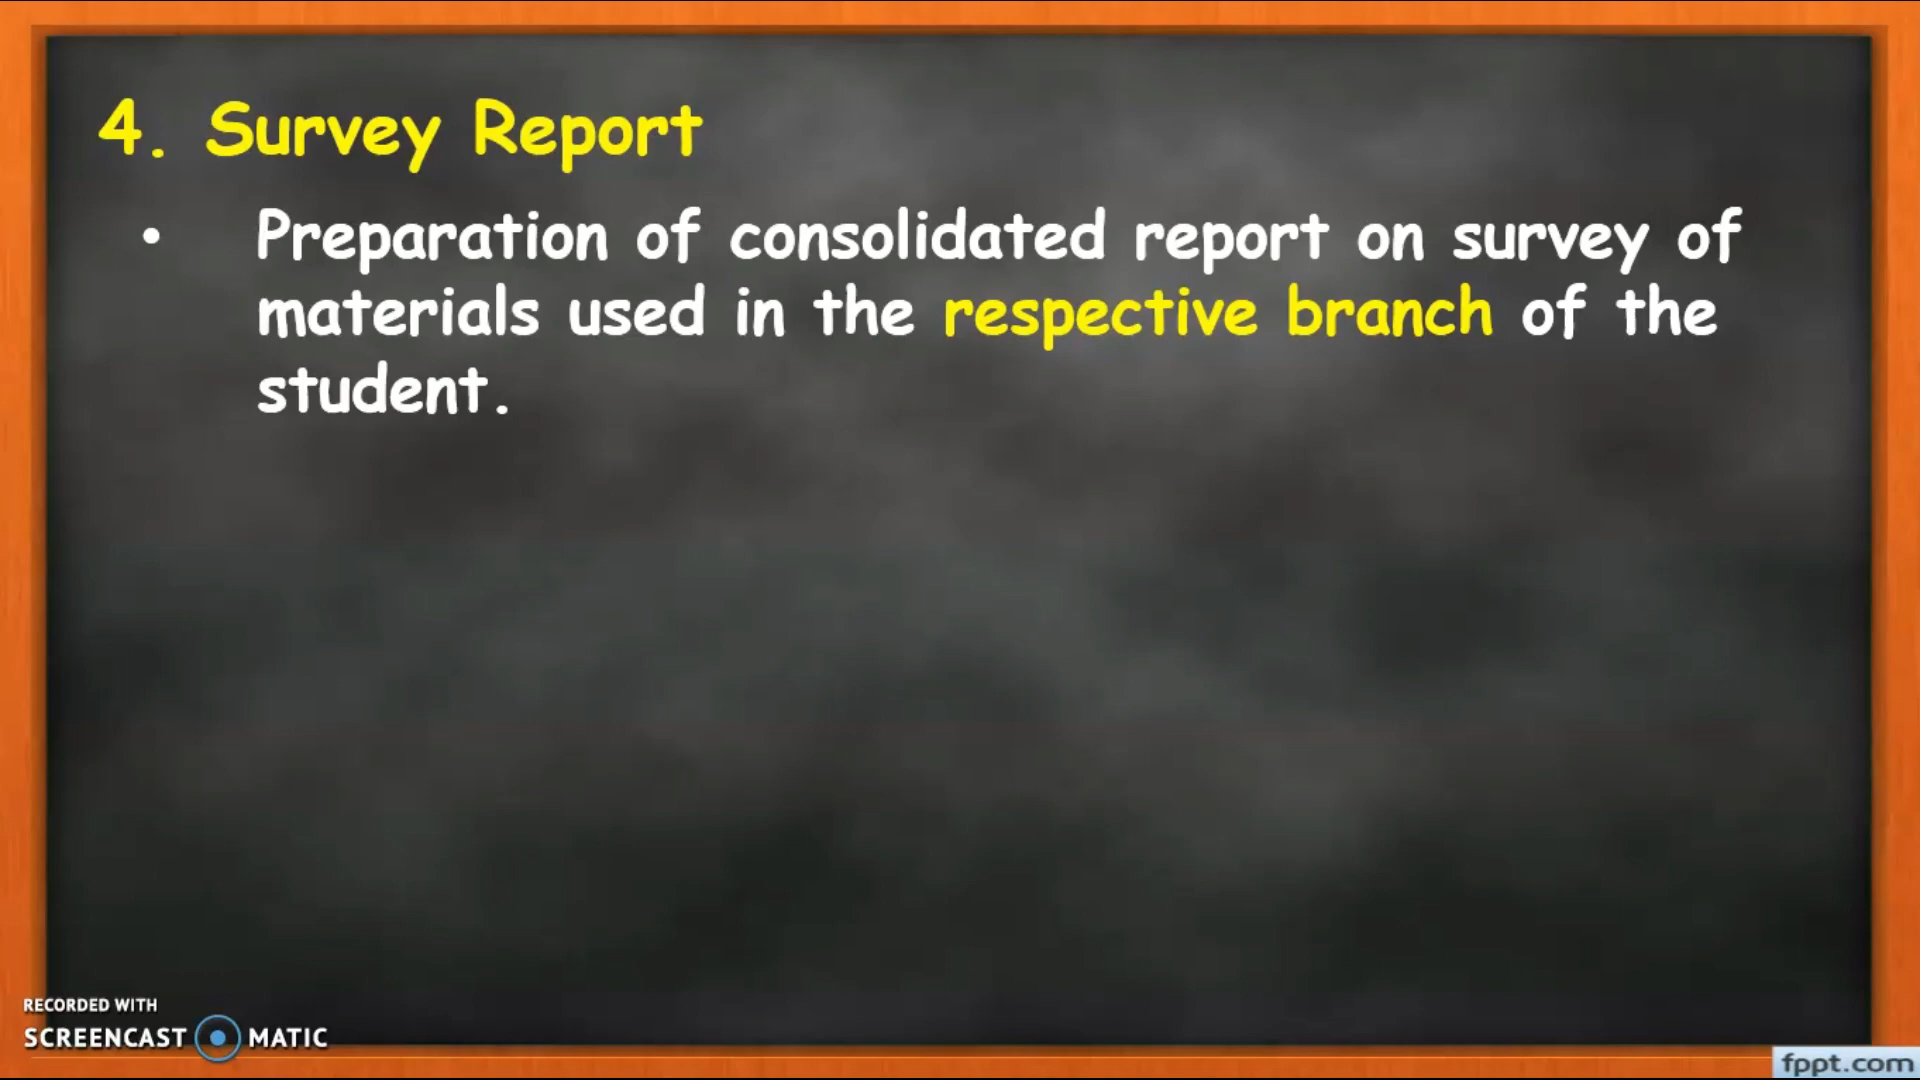 4. Survey Report
• Preparation of consolidated report on survey of
materials used in the respective branch of the
student.
RECORDED WITH
SCREENCAST MATIC
fppt.com